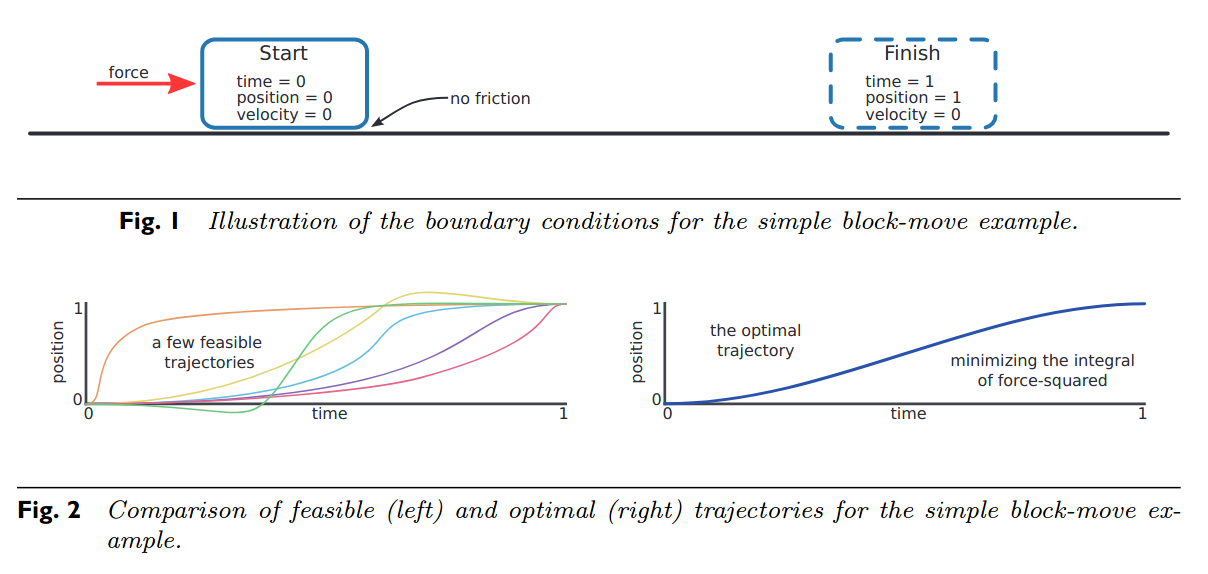 force
Start
time = 0
position = 0
velocity = 0
no friction
Finish
time = 1
position = 1
velocity = 0
Fig. 1 Illustration of the boundary conditions for the simple block-move example.
1
position
0
a few feasible
trajectories
0
time
1
1
position
0
the optimal
trajectory
minimizing the integral
of force-squared
0
time
1
Fig. 2 Comparison of feasible (left) and optimal (right) trajectories for the simple block-move ex-
ample.